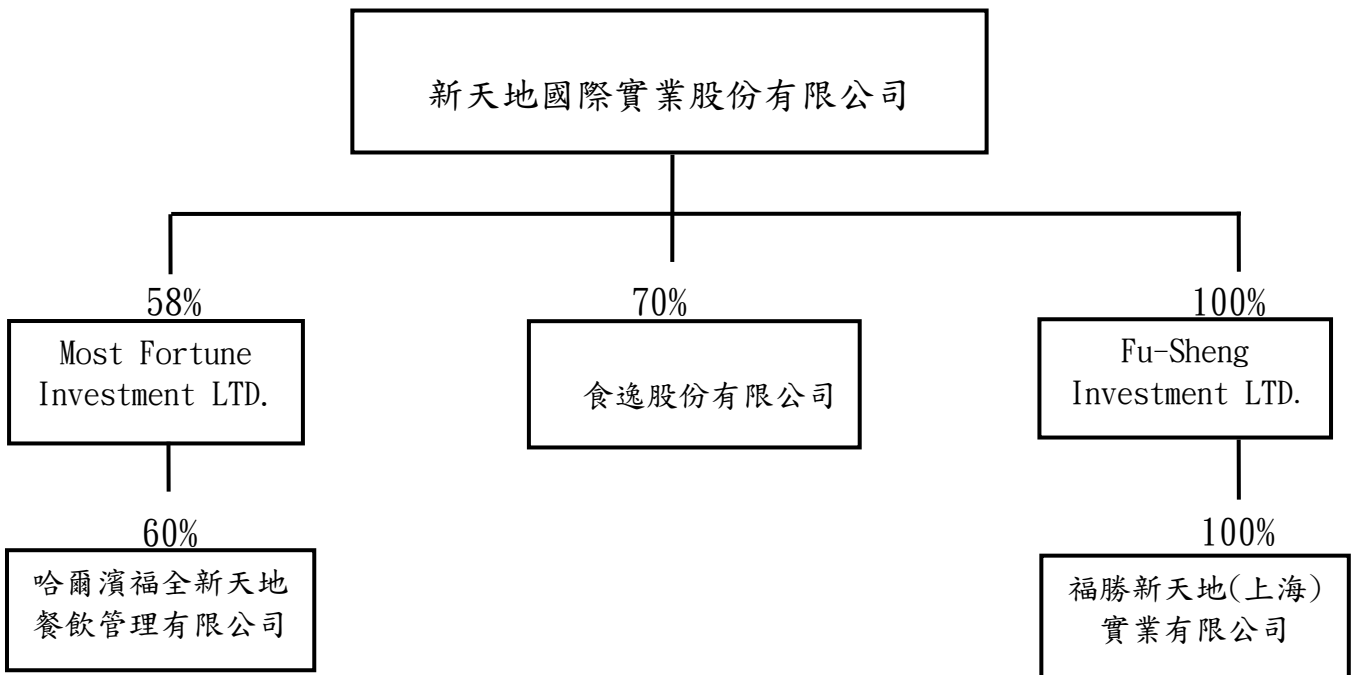 新天地國際實業股份有限公司
58%
70%
100%
Most Fortune
Investment LTD.
食逸股份有限公司
Fu-Sheng
Investment LTD.
60%
100%
哈爾濱福全新天地
餐飲管理有限公司
福勝新天地(上海)
實業有限公司